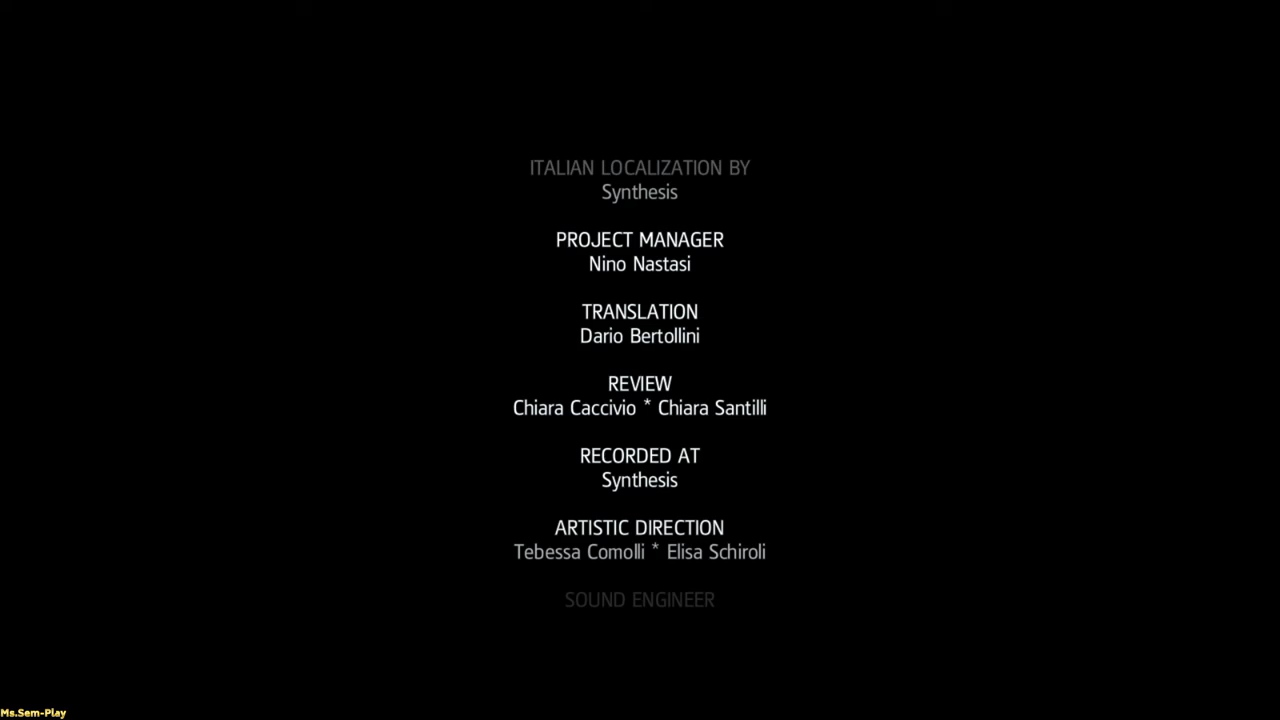 ITALIAN LOCALIZATION BY
Synthesis
PROJECT MANAGER
Nino Nastasi
TRANSLATION
Dario Bertollini
REVIEW
Chiara Caccivio * Chiara Santilli
RECORDED AT
Synthesis
ARTISTIC DIRECTION
Tebessa Comolli * Elisa Schiroli
SOUND ENGINEER
Ms.Sem-Play